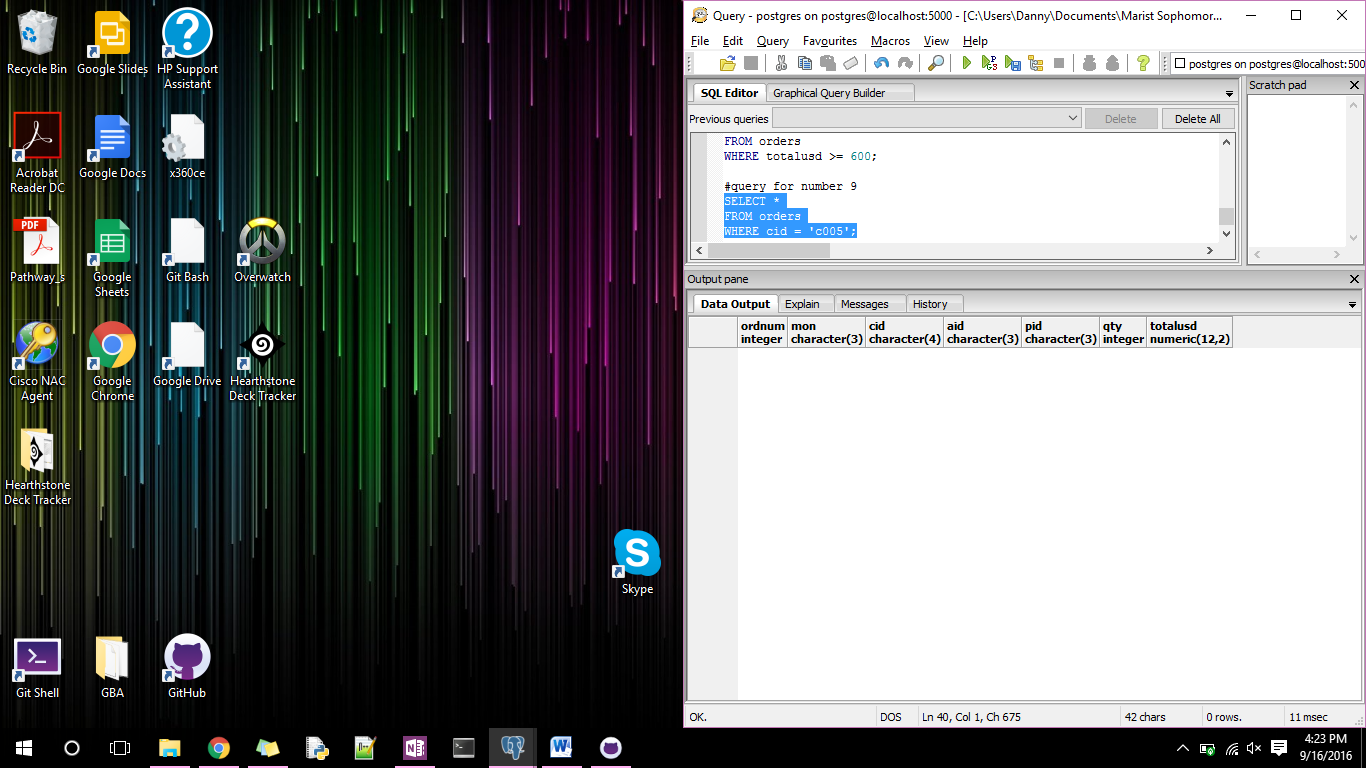 Recycle Bin
Google Slides
HP Support
Assistant
Acrobat
Reader DC
Google Docs
x360ce
PDF
Pathway_s
Google
Sheets
Git Bash
Overwatch
Cisco NAC
Agent
Google
Chrome
Google Drive
Hearthstone
Deck Tracker
Hearthstone
Deck Tracker
Skype
Git Shell
GBA
GitHub
Query - postgres on postgres@localhost:5000 - [C:\Users\Danny\Documents\Marist Sophomor...
File Edit Query Favourites Macros View Help
postgres on postgres@localhost:500
SQL Editor
Graphical Query Builder
Scratch pad
Previous queries
Delete
Delete All
FROM orders
WHERE totalusd >= 600;
#query for number 9
SELECT *
FROM orders
WHERE cid = 'c005';
Output pane
Data Output
Explain
Messages
History
ordnum
integer
mon
character(3)
cid
character(4)
aid
character(3)
pid
character(3)
qty
integer
totalusd
numeric(12,2)
OK.
DOS
Ln 40, Col 1, Ch 675
42 chars
0 rows.
11 msec
4:23 PM
9/16/2016